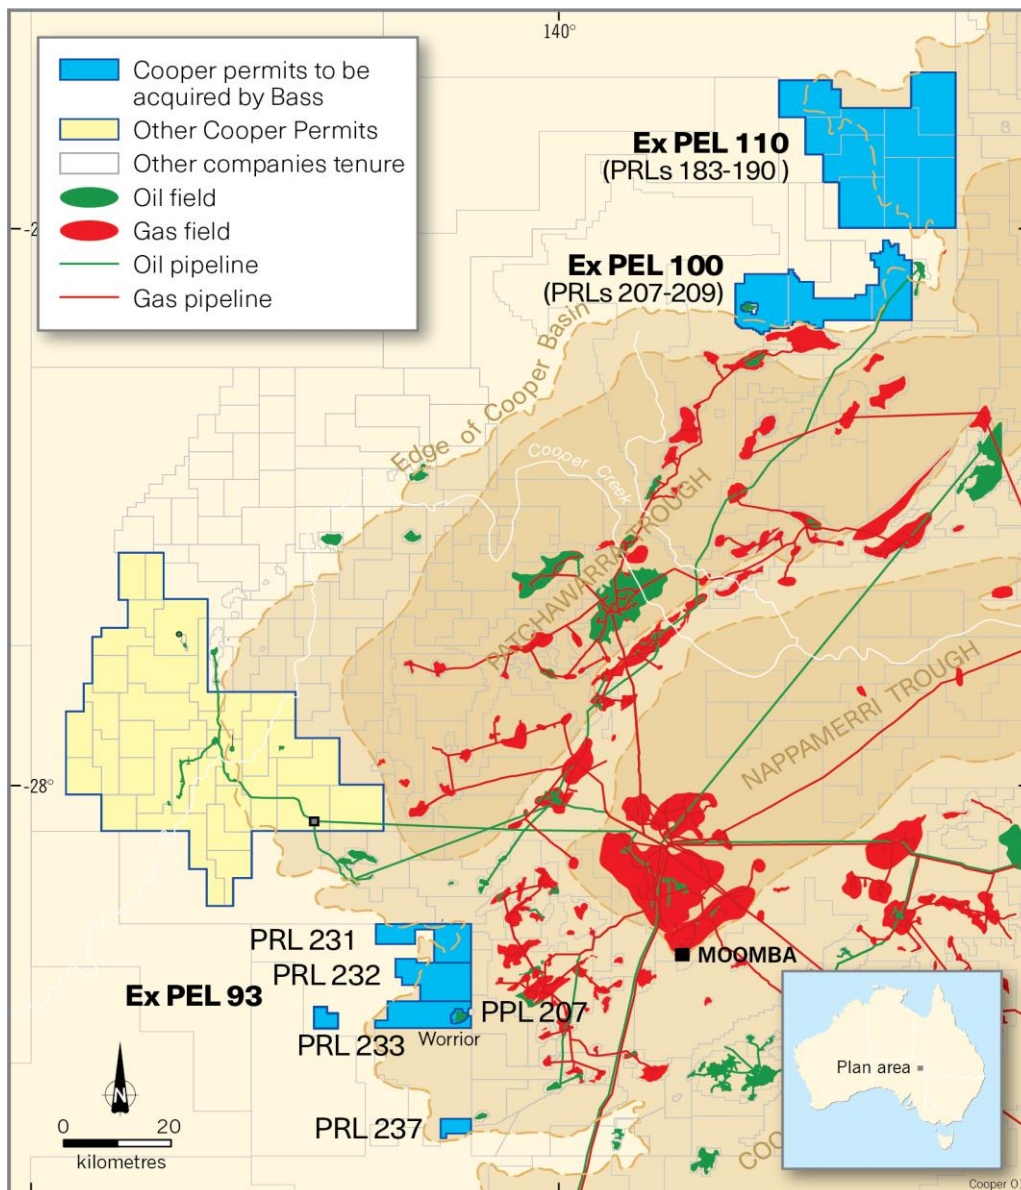 140°
Cooper permits to be
acquired by Bass
Other Cooper Permits
Other companies tenure
Oil field
Gas field
Oil pipeline
Gas pipeline
Ex PEL 110
(PRLs 183-190)
Ex PEL 100
(PRLs 207-209)
Edge of Cooper Basin
Cooper Creek
PATCHAWARRA TROUGH
NAPPAMERRI TROUGH
28°
PRL 231
MOOMBA
PRL 232
Ex PEL 93
PPL 207
PRL 233
Worrior
Plan area
N
0 20
kilometres
PRL 237